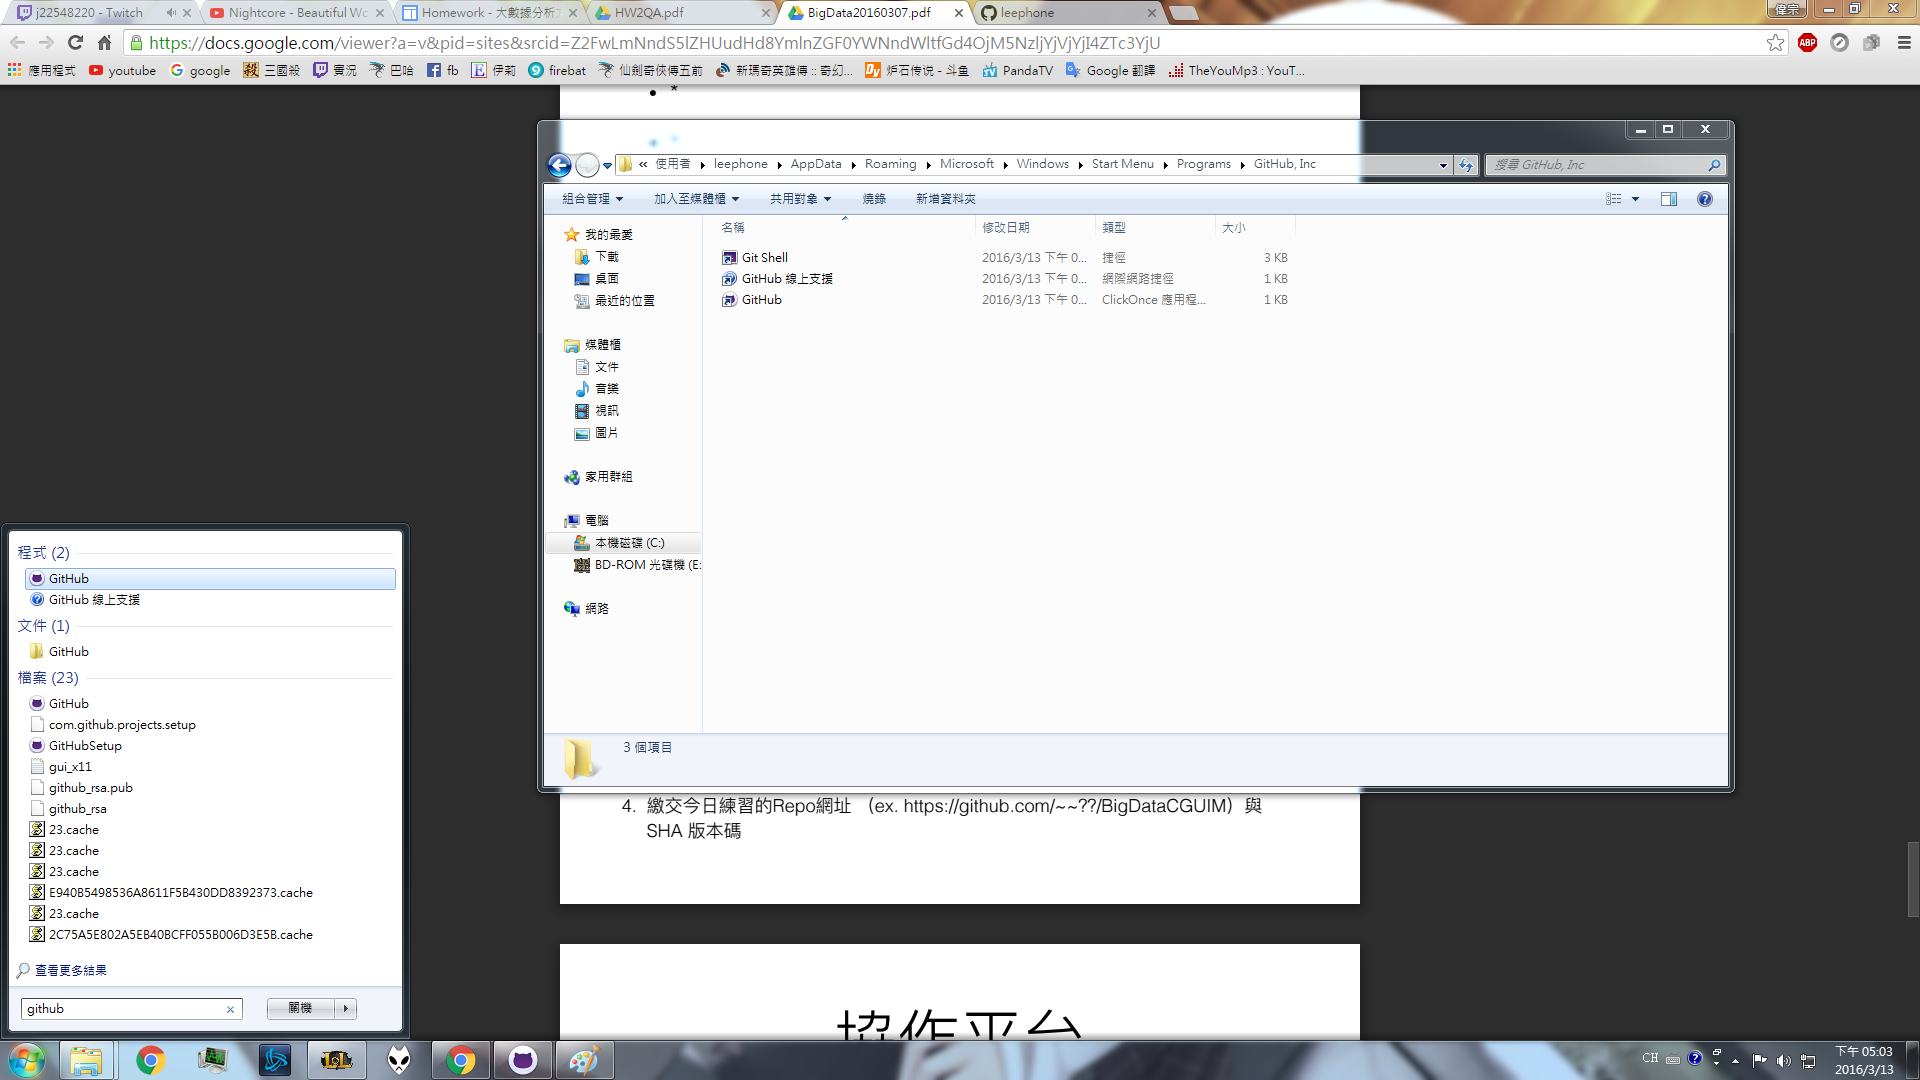 j22548220 - Twitch
Nightcore - Beautiful Wo
Homework - 大數據分析方
HW2QA.pdf
BigData20160307.pdf
leephone
偉宗
https://docs.google.com/viewer?a=v&pid=sites&srcid=Z2FwLmNndS5lZHUudHd8YmlnZGF0YWNndWltfGd4OjM5NzljYjVjYjI4ZTc3YjU
ABP
應用程式
youtube
google
三國殺
實況
巴哈
fb
伊莉
firebat
仙劍奇俠傳五前
新瑪奇英雄傳 :: 奇幻...
炉石传说 - 斗鱼
PandaTV
Google 翻譯
TheYouMp3 : YouT...
• *
« 使用者 ▸ leephone ▸ AppData ▸ Roaming ▸ Microsoft ▸ Windows ▸ Start Menu ▸ Programs ▸ GitHub, Inc
搜尋 GitHub, Inc
組合管理 加入至媒體櫃 共用對象 燒錄 新增資料夾
我的最愛
下載
桌面
最近的位置
媒體櫃
文件
音樂
視訊
圖片
家用群組
電腦
本機磁碟 (C:)
BD-ROM 光碟機 (E:
網路
名稱 修改日期 類型 大小
Git Shell 2016/3/13 下午 0... 捷徑 3 KB
GitHub 線上支援 2016/3/13 下午 0... 網際網路捷徑 1 KB
GitHub 2016/3/13 下午 0... ClickOnce 應用程... 1 KB
3 個項目
4. 繳交今日練習的Repo網址 （ex. https://github.com/~~??/BigDataCGUIM）與
SHA 版本碼
協作平台
程式 (2)
GitHub
GitHub 線上支援
文件 (1)
GitHub
檔案 (23)
GitHub
com.github.projects.setup
GitHubSetup
gui_x11
github_rsa.pub
github_rsa
23.cache
23.cache
23.cache
E940B5498536A8611F5B430DD8392373.cache
23.cache
2C75A5E802A5EB40BCFF055B006D3E5B.cache
查看更多結果
github
關機
CH
下午 05:03
2016/3/13